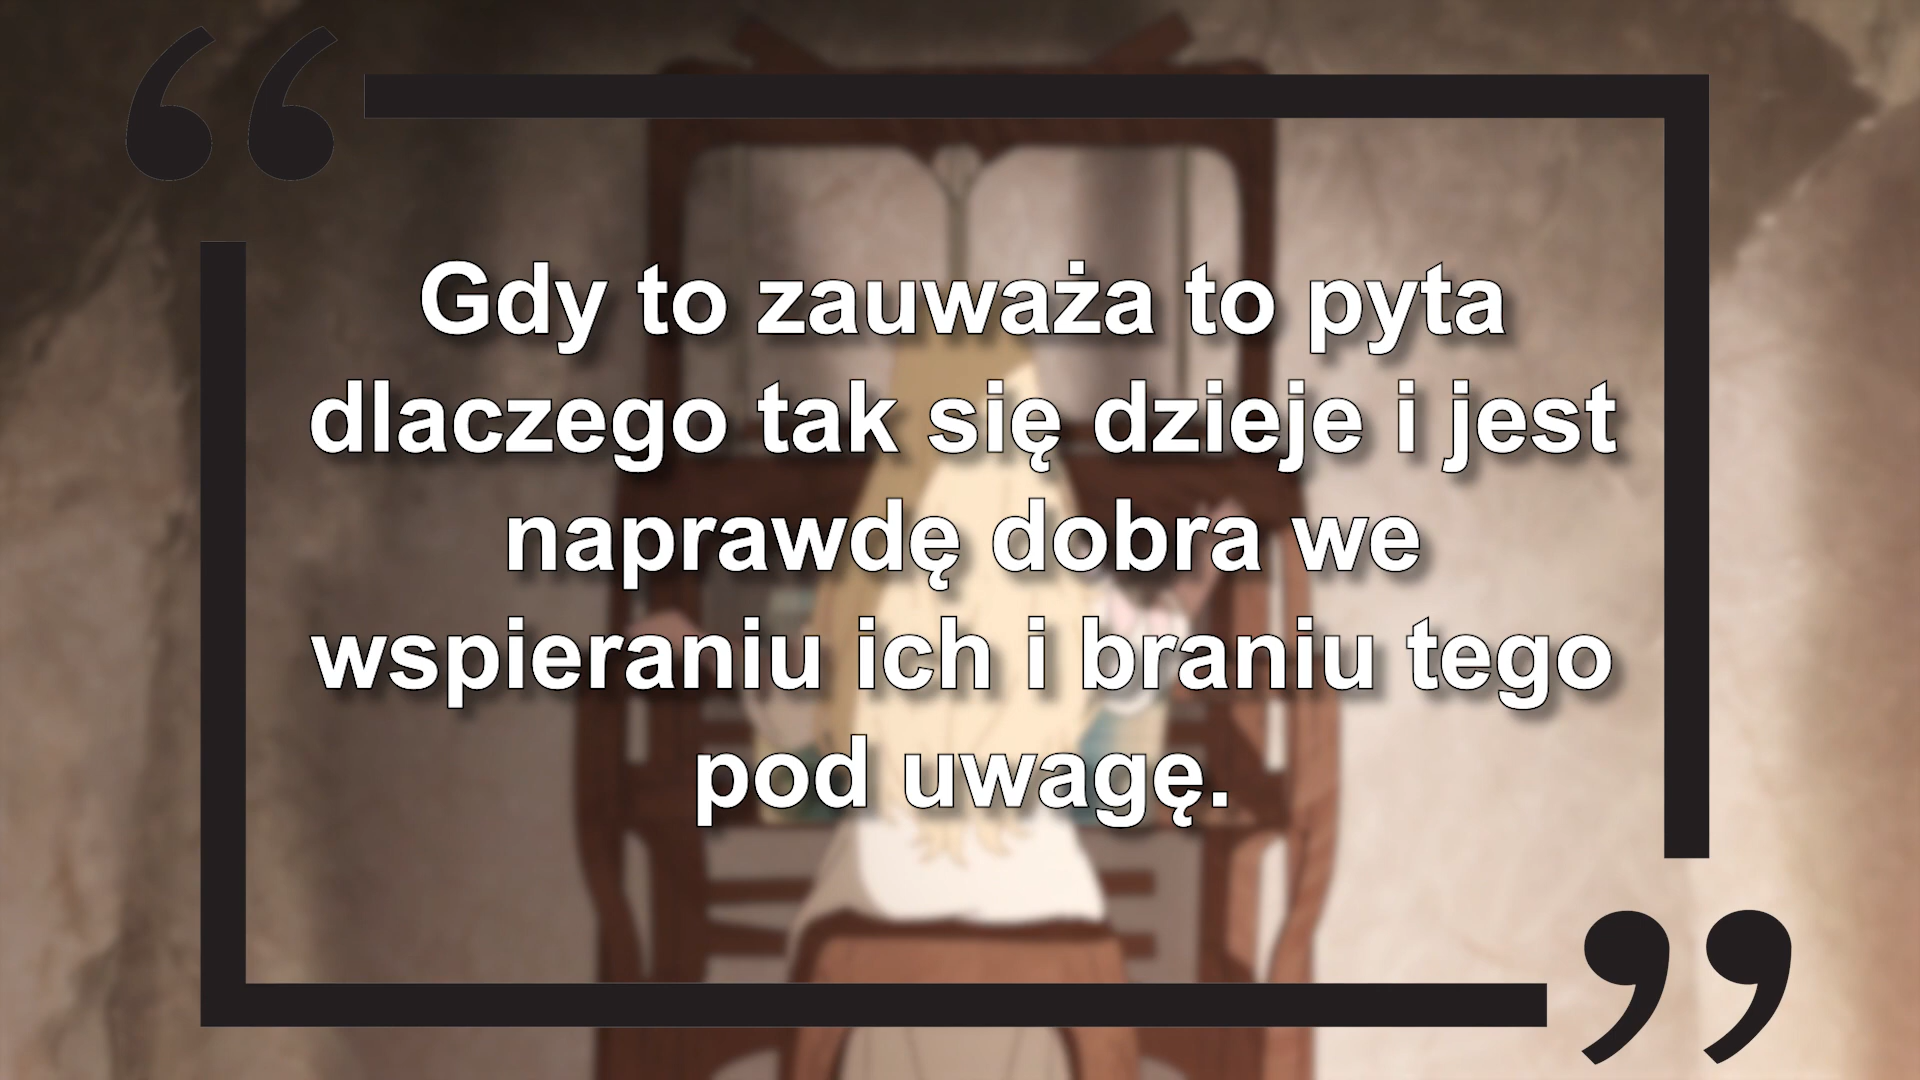 Gdy to zauważa to pyta
dlaczego tak się dzieje i jest
naprawdę dobra we
wspieraniu ich i braniu tego
pod uwagę.